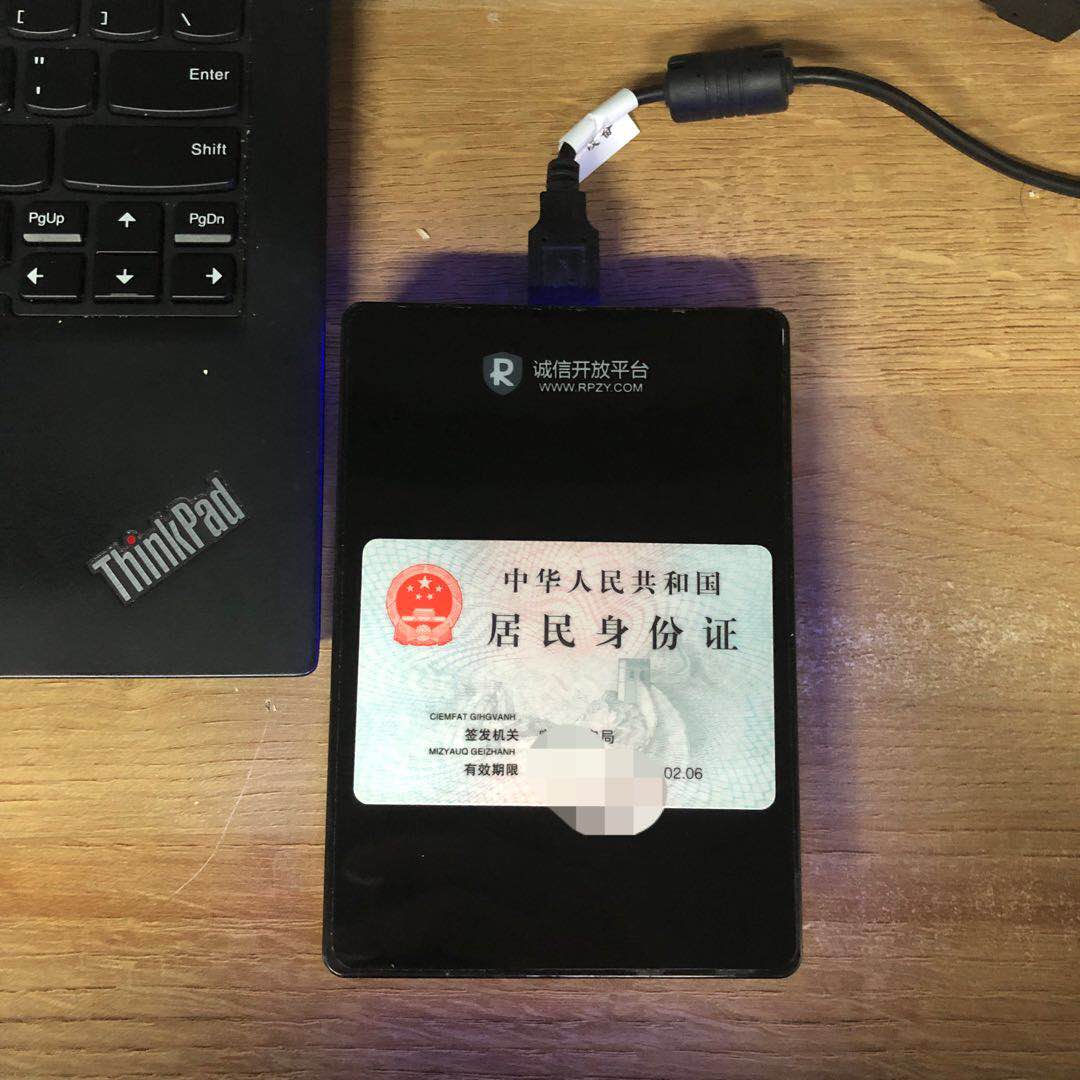 [
]
\
"
'
Enter
Shift
PgUp
PgDn
ThinkPad
诚信开放平台
WWW.RPZY.COM
中华人民共和国
居民身份证
CIEMFAT GIHGVANH
签发机关
局
MIZYAUQ GEIZHANH
有效期限
02.06